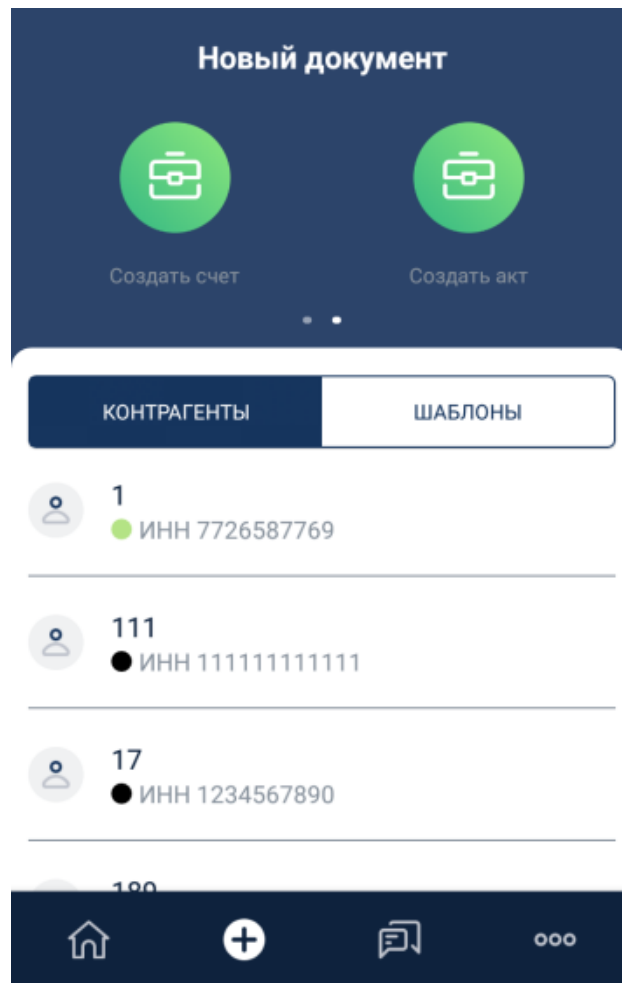 Новый документ
Создать счет
Создать акт
КОНТРАГЕНТЫ
ШАБЛОНЫ
1
ИНН 7726587769
111
ИНН 111111111111
17
ИНН 1234567890